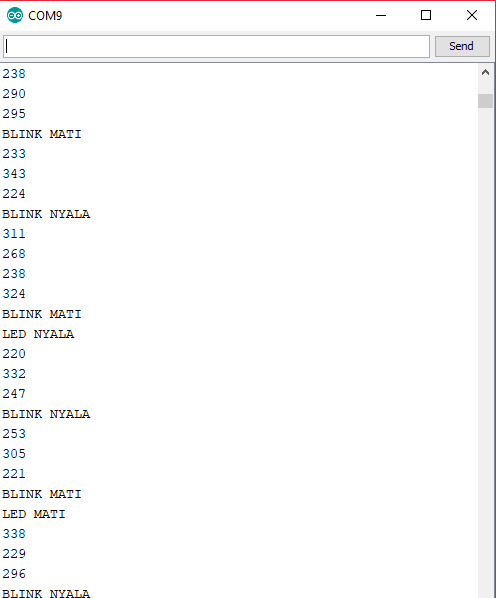 COM9
Send
238
290
295
BLINK MATI
233
343
224
BLINK NYALA
311
268
238
324
BLINK MATI
LED NYALA
220
332
247
BLINK NYALA
253
305
221
BLINK MATI
LED MATI
338
229
296
BLINK NYALA